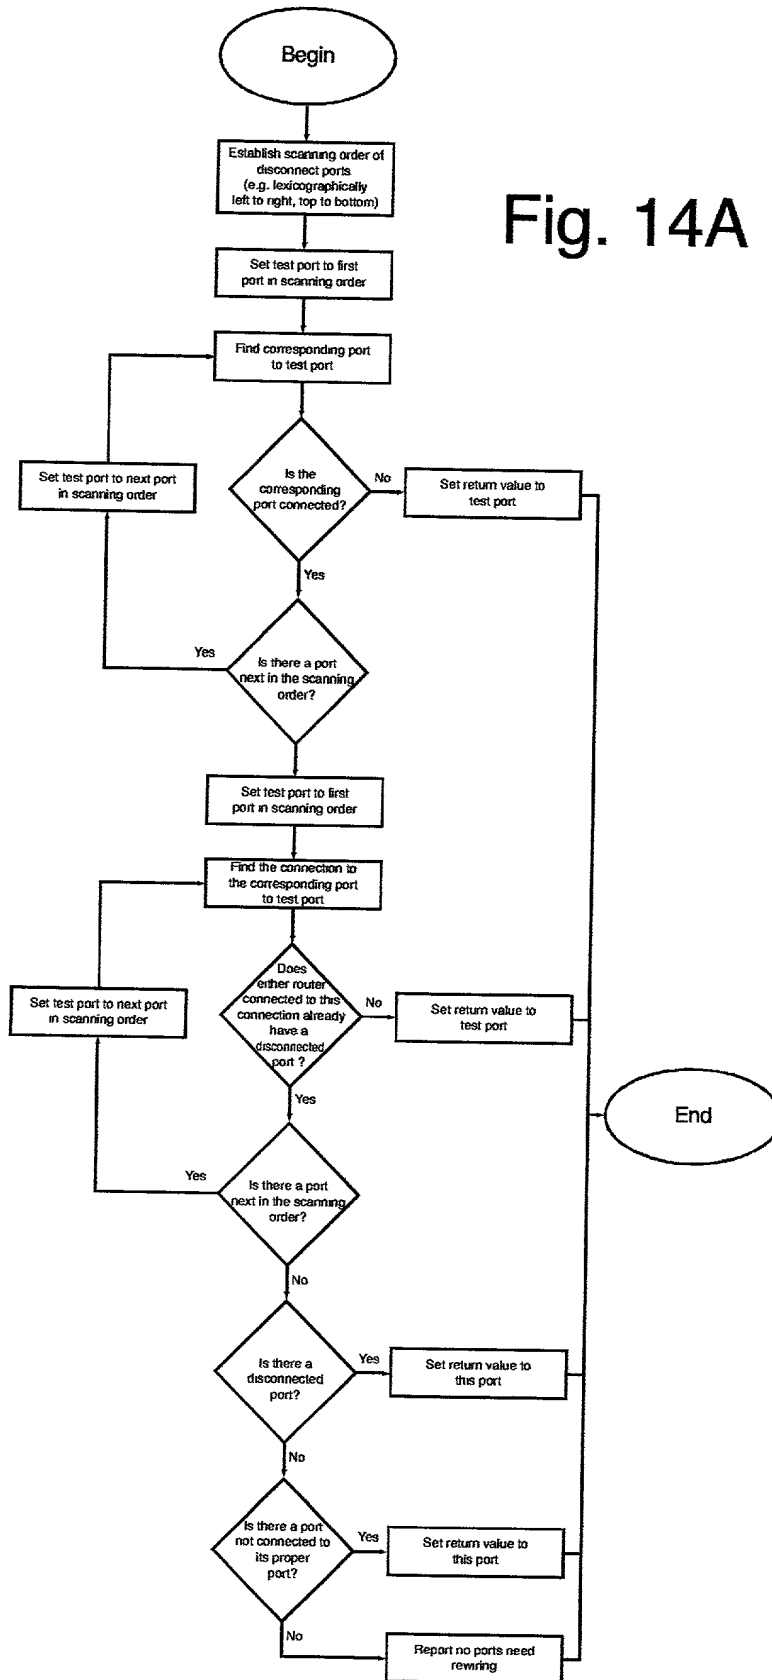 Begin
Establish scanning order of
disconnect ports
(e.g. lexicographically
left to right, top to bottom)
Fig. 14A
Set test port to first
port in scanning order
Find corresponding port
to test port
Set test port to next port
in scanning order
Is the
corresponding
port connected?
No
Set return value to
test port
Yes
Yes
Is there a port
next in the scanning
order?
Set test port to first
port in scanning order
Find the connection to
the corresponding port
to test port
Set test port to next port
in scanning order
Does
either router
connected to this
connection already
have a
disconnected
port ?
No
Set return value to
test port
End
Yes
Yes
Is there a port
next in the scanning
order?
No
Is there a
disconnected
port?
Yes
Set return value to
this port
No
Is there a port
not connected to
its proper
port?
Yes
Set return value to
this port
No
Report no ports need
rewiring